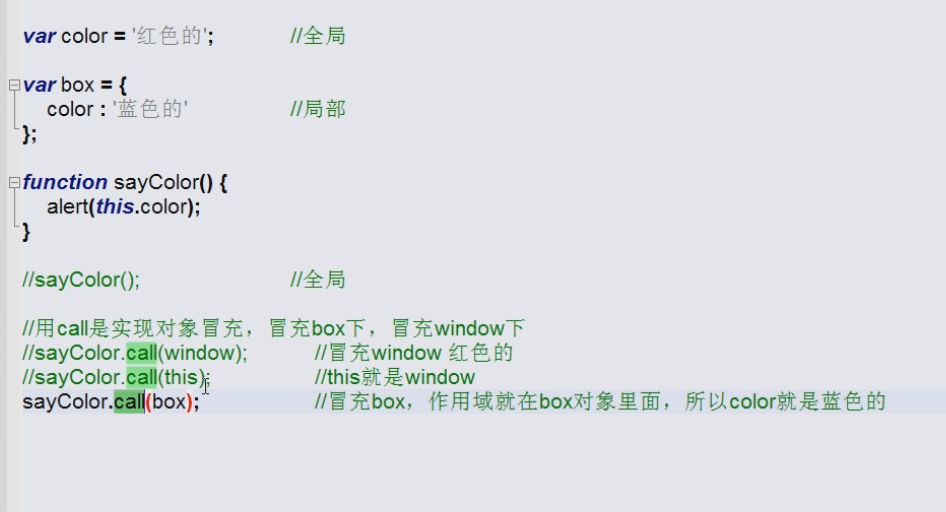 var color = '红色的'; //全局
var box = {
color : '蓝色的' //局部
};
function sayColor() {
alert(this.color);
}
//sayColor(); //全局
//用call是实现对象冒充，冒充box下，冒充window下
//sayColor.call(window); //冒充window 红色的
//sayColor.call(this); //this就是window
sayColor.call(box); //冒充box，作用域就在box对象里面，所以color就是蓝色的